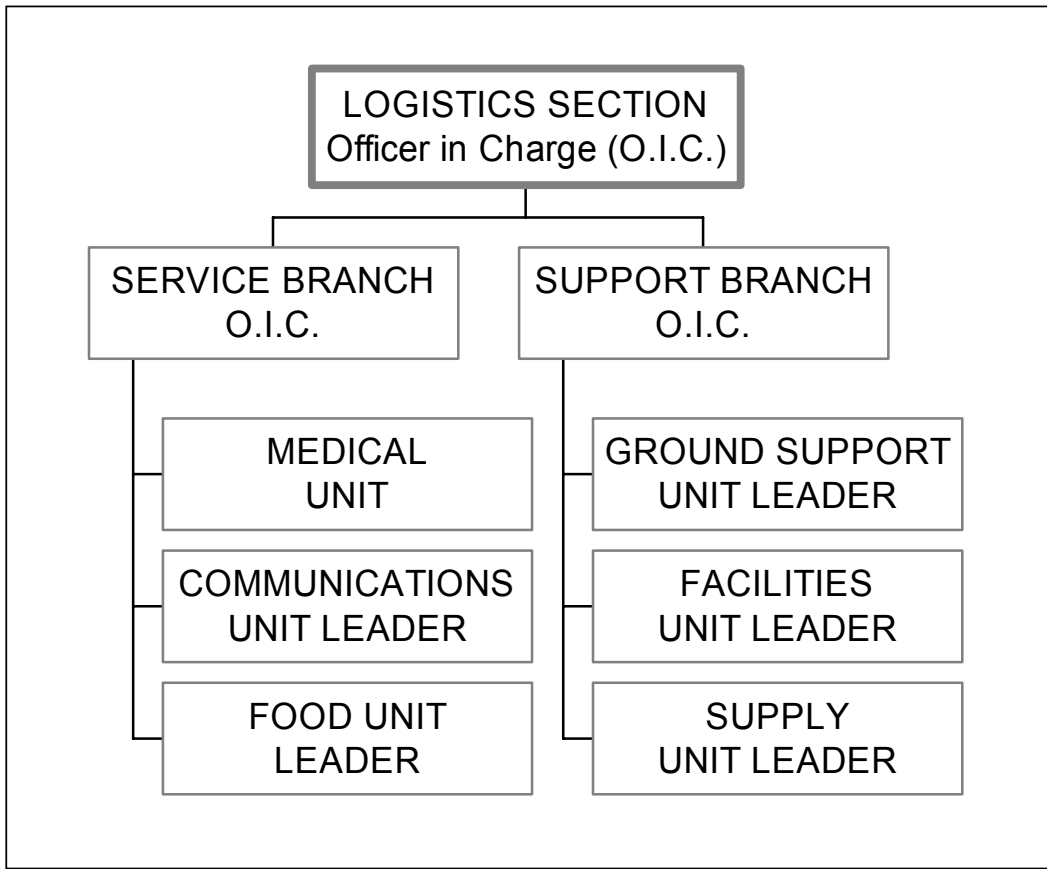 LOGISTICS SECTION
Officer in Charge (O.I.C.)
SERVICE BRANCH
O.I.C.
SUPPORT BRANCH
O.I.C.
MEDICAL
UNIT
COMMUNICATIONS
UNIT LEADER
FOOD UNIT
LEADER
GROUND SUPPORT
UNIT LEADER
FACILITIES
UNIT LEADER
SUPPLY
UNIT LEADER